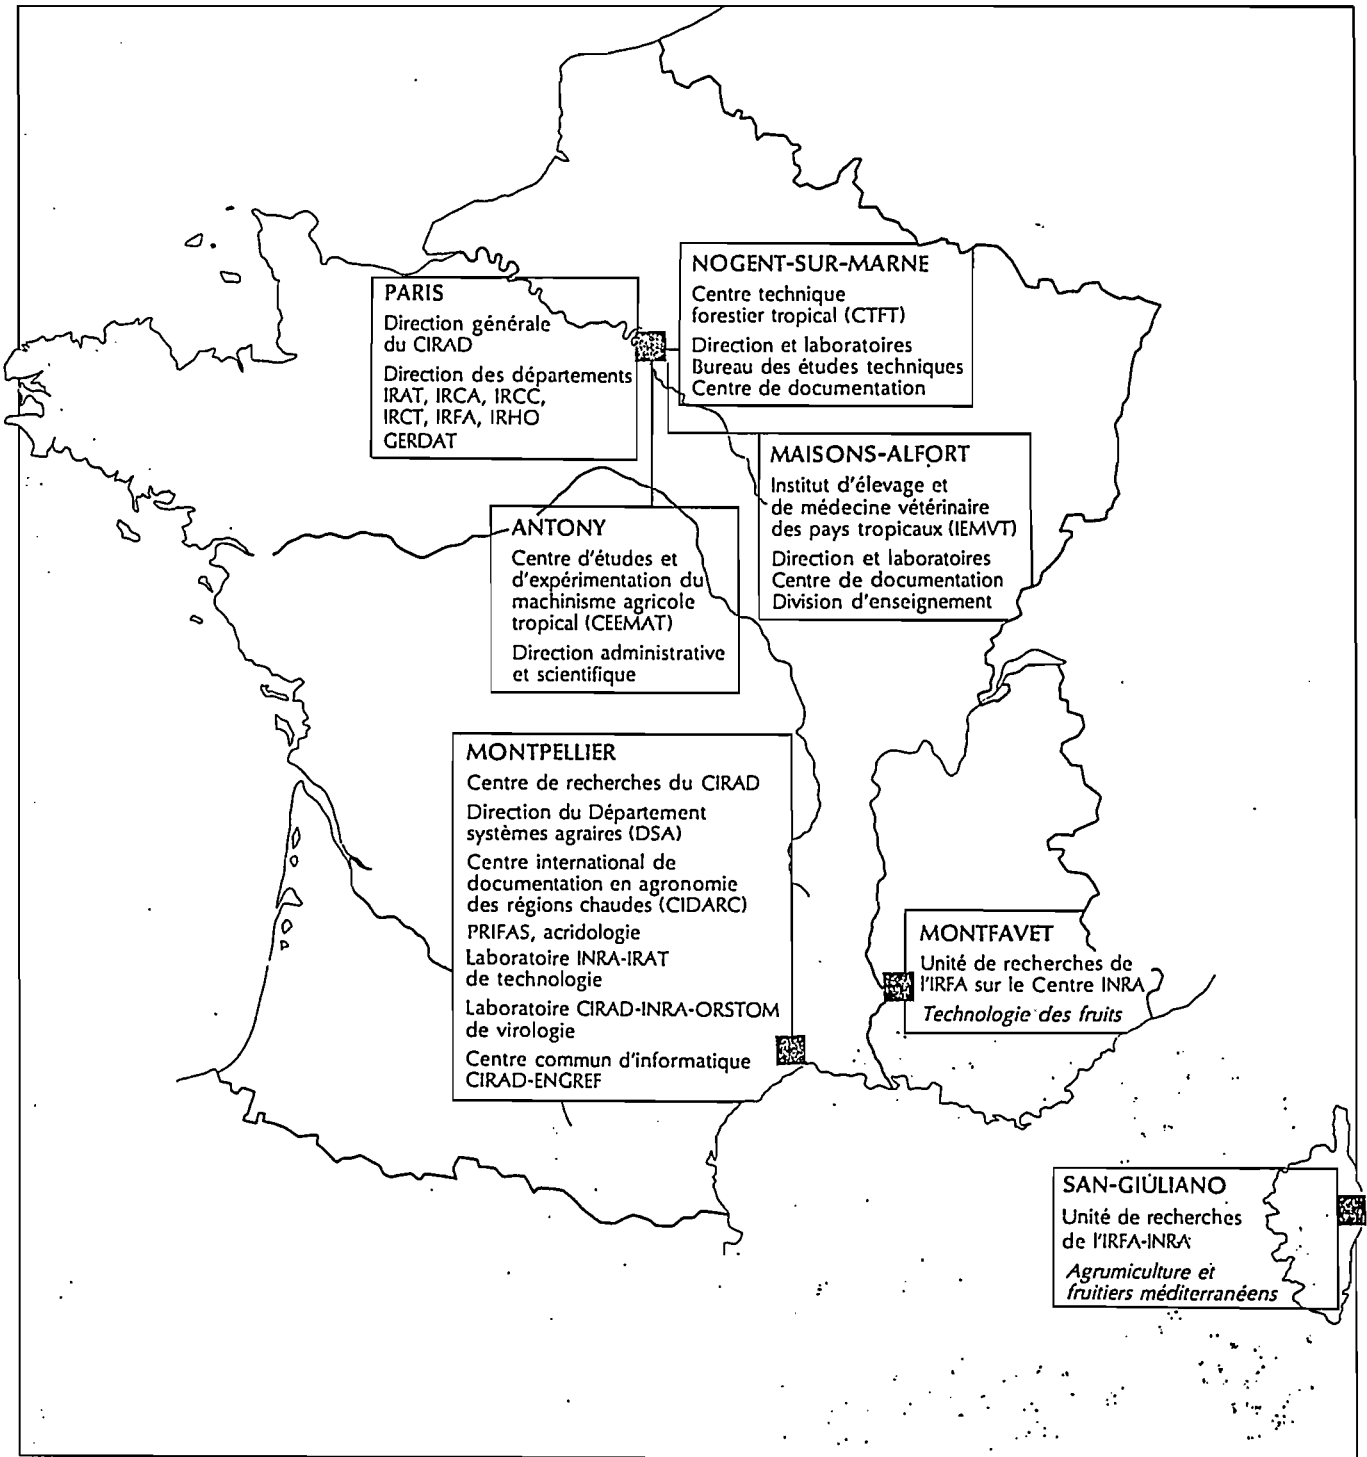 PARIS
Direction générale
du CIRAD
Direction des départements
IRAT, IRCA, IRCC,
IRCT, IRFA, IRHO
GERDAT
NOGENT-SUR-MARNE
Centre technique
forestier tropical (CTFT)
Direction et laboratoires
Bureau des études techniques
Centre de documentation
MAISONS-ALFORT
Institut d'élevage et
de médecine vétérinaire
des pays tropicaux (IEMVT)
Direction et laboratoires
Centre de documentation
Division d'enseignement
ANTONY
Centre d'études et
d'expérimentation du
machinisme agricole
tropical (CEEMAT)
Direction administrative
et scientifique
MONTPELLIER
Centre de recherches du CIRAD
Direction du Département
systèmes agraires (DSA)
Centre international de
documentation en agronomie
des régions chaudes (CIDARC)
PRIFAS, acridologie
Laboratoire INRA-IRAT
de technologie
Laboratoire CIRAD-INRA-ORSTOM
de virologie
Centre commun d'informatique
CIRAD-ENGREF
MONTFAVET
Unité de recherches de
l'IRFA sur le Centre INRA
Technologie des fruits
SAN-GIULIANO
Unité de recherches
de l'IRFA-INRA
Agrumiculture et
fruitiers méditerranéens